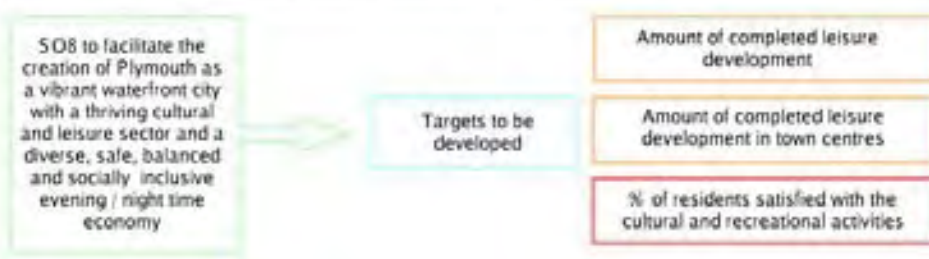 SO8 to facilitate the
creation of Plymouth as
a vibrant waterfront city
with a thriving cultural
and leisure sector and a
diverse, safe, balanced
and socially inclusive
evening / night time
economy
Targets to be
developed
Amount of completed leisure
development
Amount of completed leisure
development in town centres
% of residents satisfied with the
cultural and recreational activities